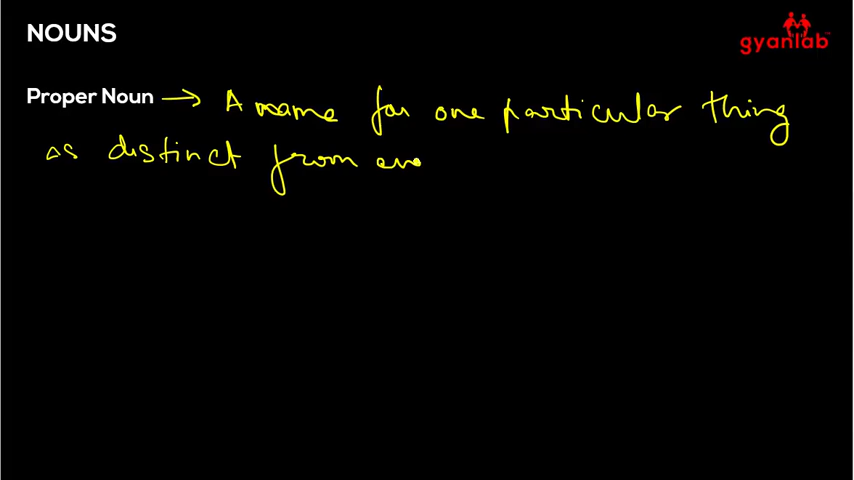 NOUNS
gyanlab
Proper Noun → A name for one particular thing
as distinct from